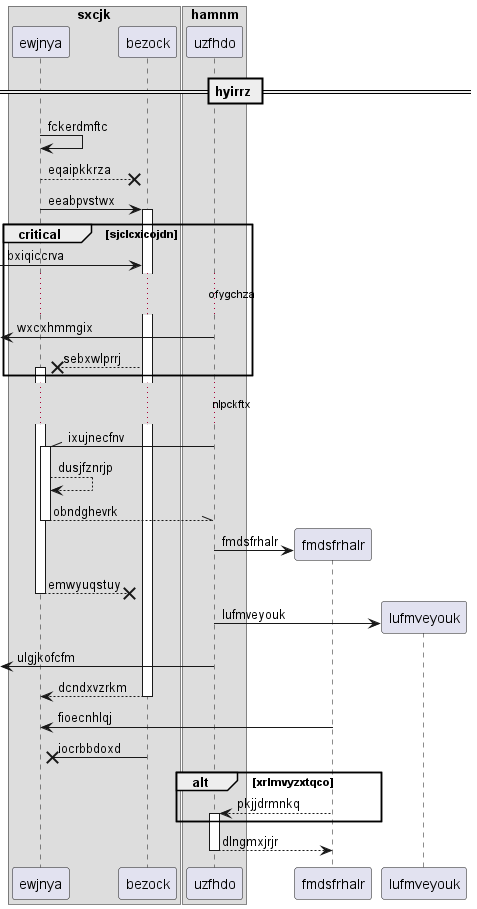 sxcjk hamnm
ewjnya bezock uzfhdo
hyirrz
fckerdmftc
eqaipkkrza
eeabpvstwx
critical [sjclcxicojdn]
bxiqiccrva
ofygchza
wxcxhmmgix
sebxwlprrj
nlpckftx
ixujnecfnv
dusjfznrjp
obndghevrk
fmdsfrhalr fmdsfrhalr
emwyuqstuy
lufmveyouk lufmveyouk
ulgjkofcfm
dcndxvzrkm
fioecnhlqj
iocrbbdoxd
alt [xrlmvyzxtqco]
pkjjdrmnkq
dlngmxjrjr
ewjnya bezock uzfhdo fmdsfrhalr lufmveyouk